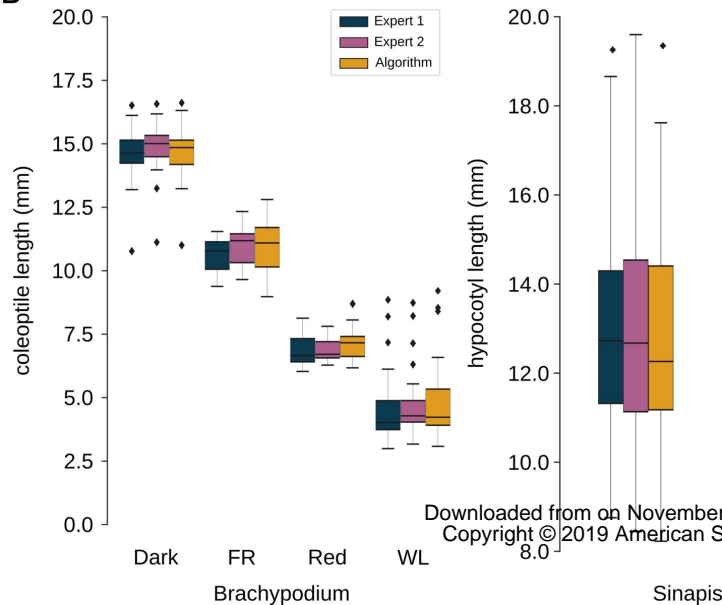 20.0
17.5
15.0
12.5
10.0
7.5
5.0
2.5
0.0
coleoptile length (mm)
Dark
FR
Red
WL
Brachypodium
Expert 1
Expert 2
Algorithm
20.0
18.0
16.0
14.0
12.0
10.0
8.0
hypocotyl length (mm)
Sinapis
Downloaded from on November
Copyright © 2019 American S